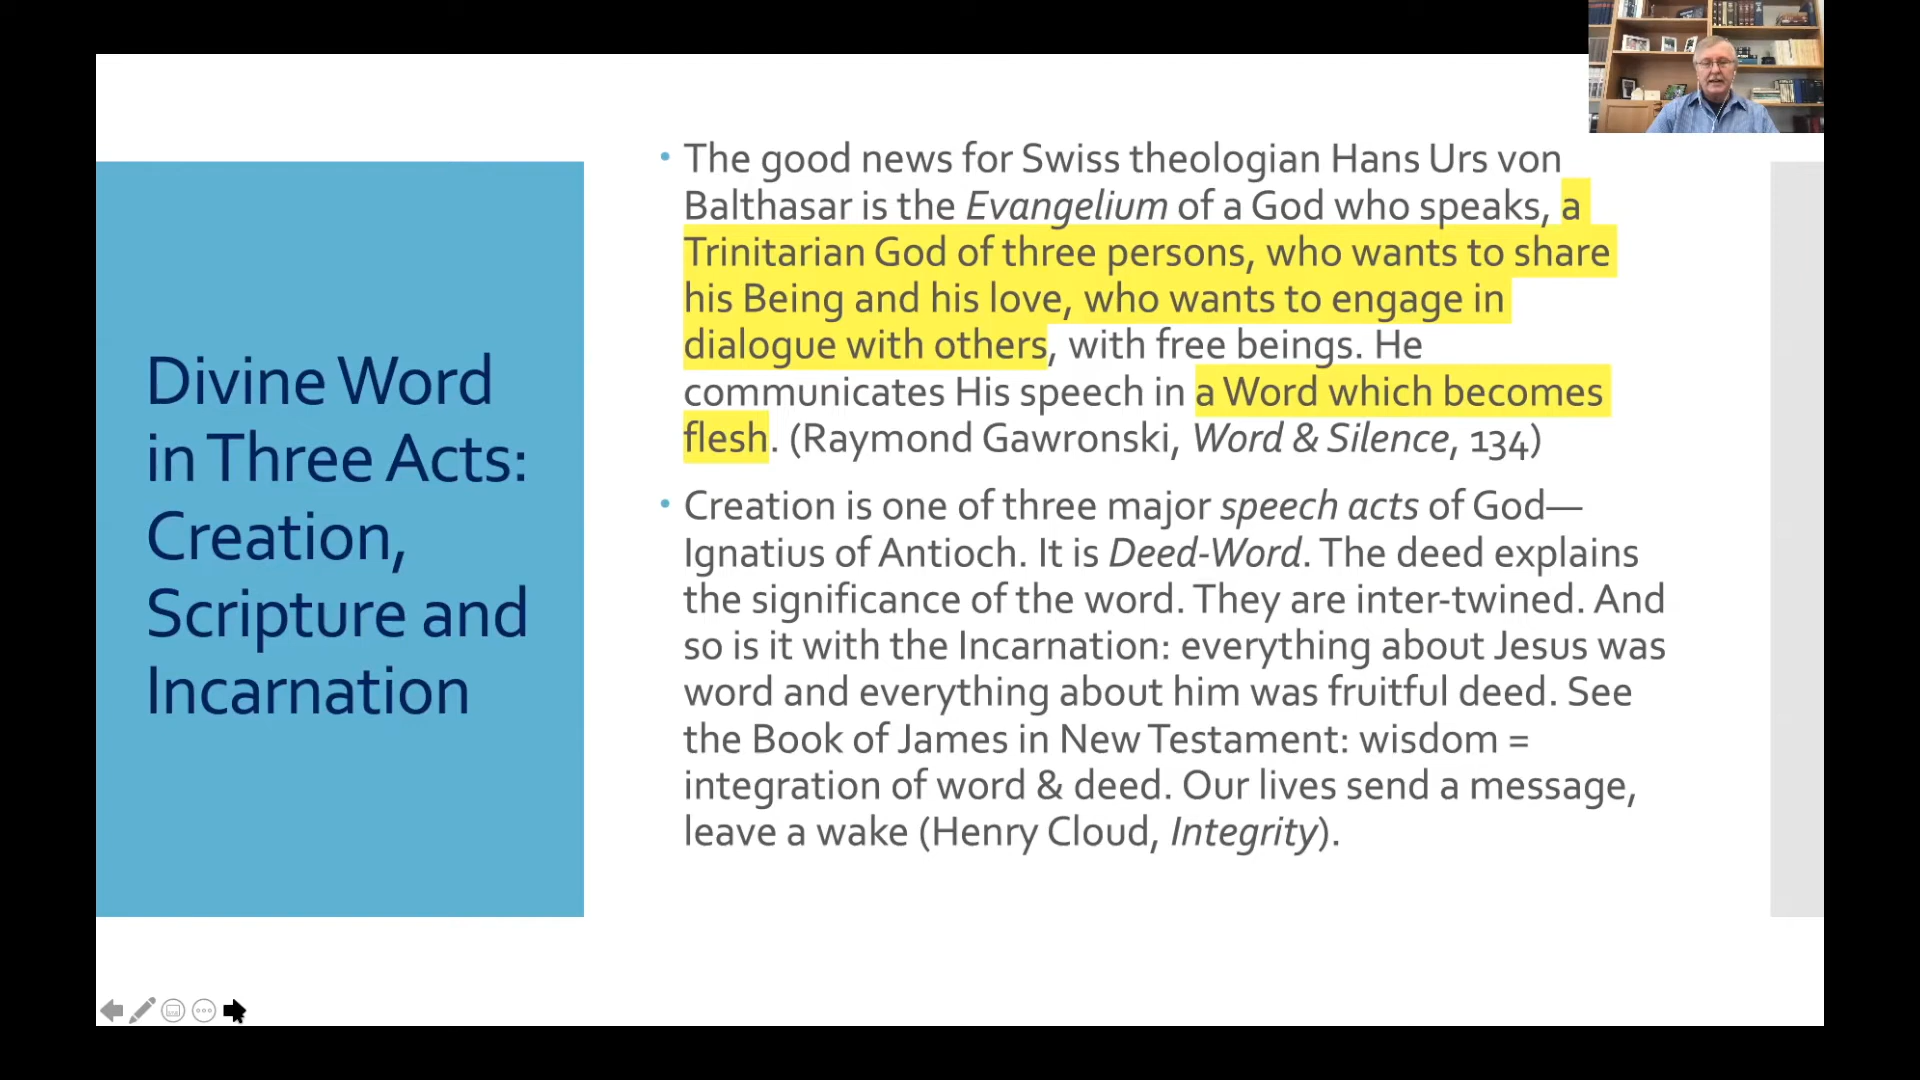 Divine Word
in Three Acts:
Creation,
Scripture and
Incarnation
• The good news for Swiss theologian Hans Urs von
Balthasar is the Evangelium of a God who speaks, a
Trinitarian God of three persons, who wants to share
his Being and his love, who wants to engage in
dialogue with others, with free beings. He
communicates His speech in a Word which becomes
flesh. (Raymond Gawronski, Word & Silence, 134)
• Creation is one of three major speech acts of God—
Ignatius of Antioch. It is Deed-Word. The deed explains
the significance of the word. They are inter-twined. And
so is it with the Incarnation: everything about Jesus was
word and everything about him was fruitful deed. See
the Book of James in New Testament: wisdom =
integration of word & deed. Our lives send a message,
leave a wake (Henry Cloud, Integrity).